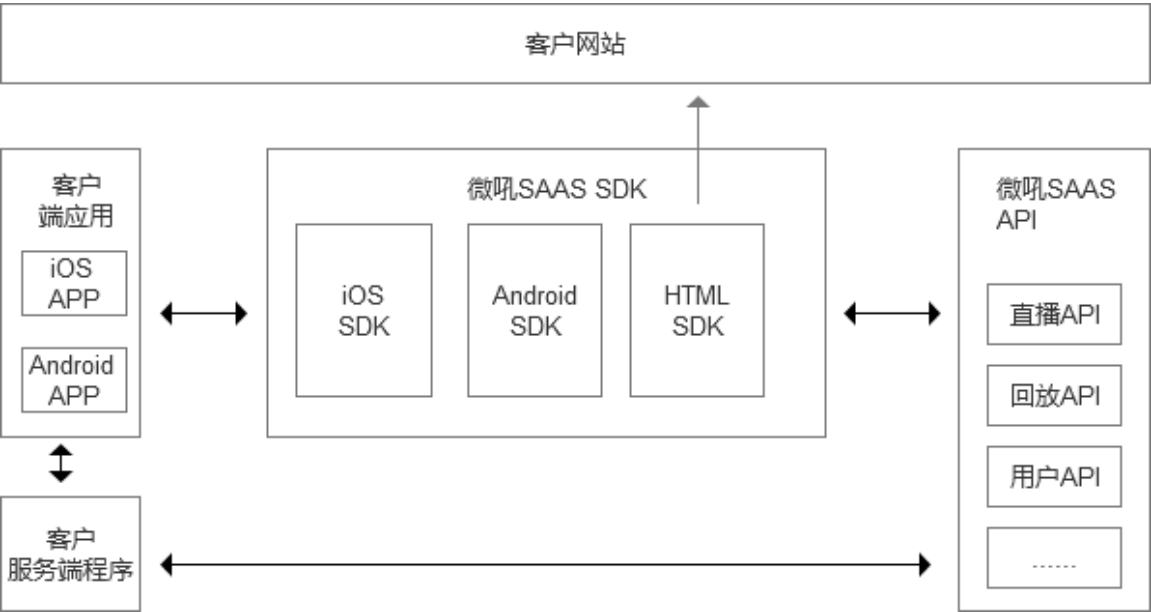 客户网站
客户
端应用
iOS
APP
Android
APP
微吼SAAS SDK
iOS
SDK
Android
SDK
HTML
SDK
微吼SAAS
API
直播API
回放API
用户API
......
客户
服务端程序